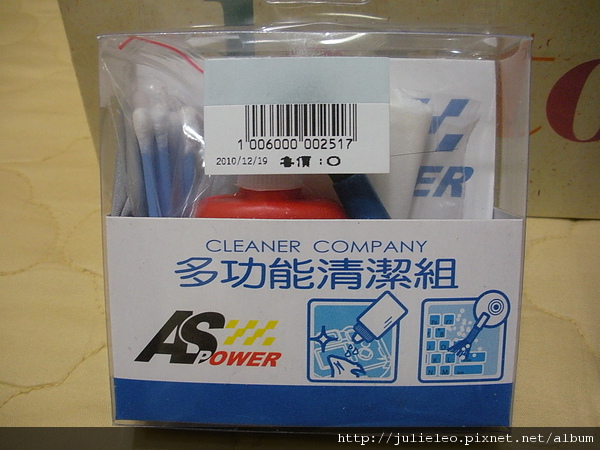 1 006000 002517
2010/12/19 售價:0
CLEANER COMPANY
多功能清潔組
AS
POWER
ER
http://julieleo.pixnet.net/album